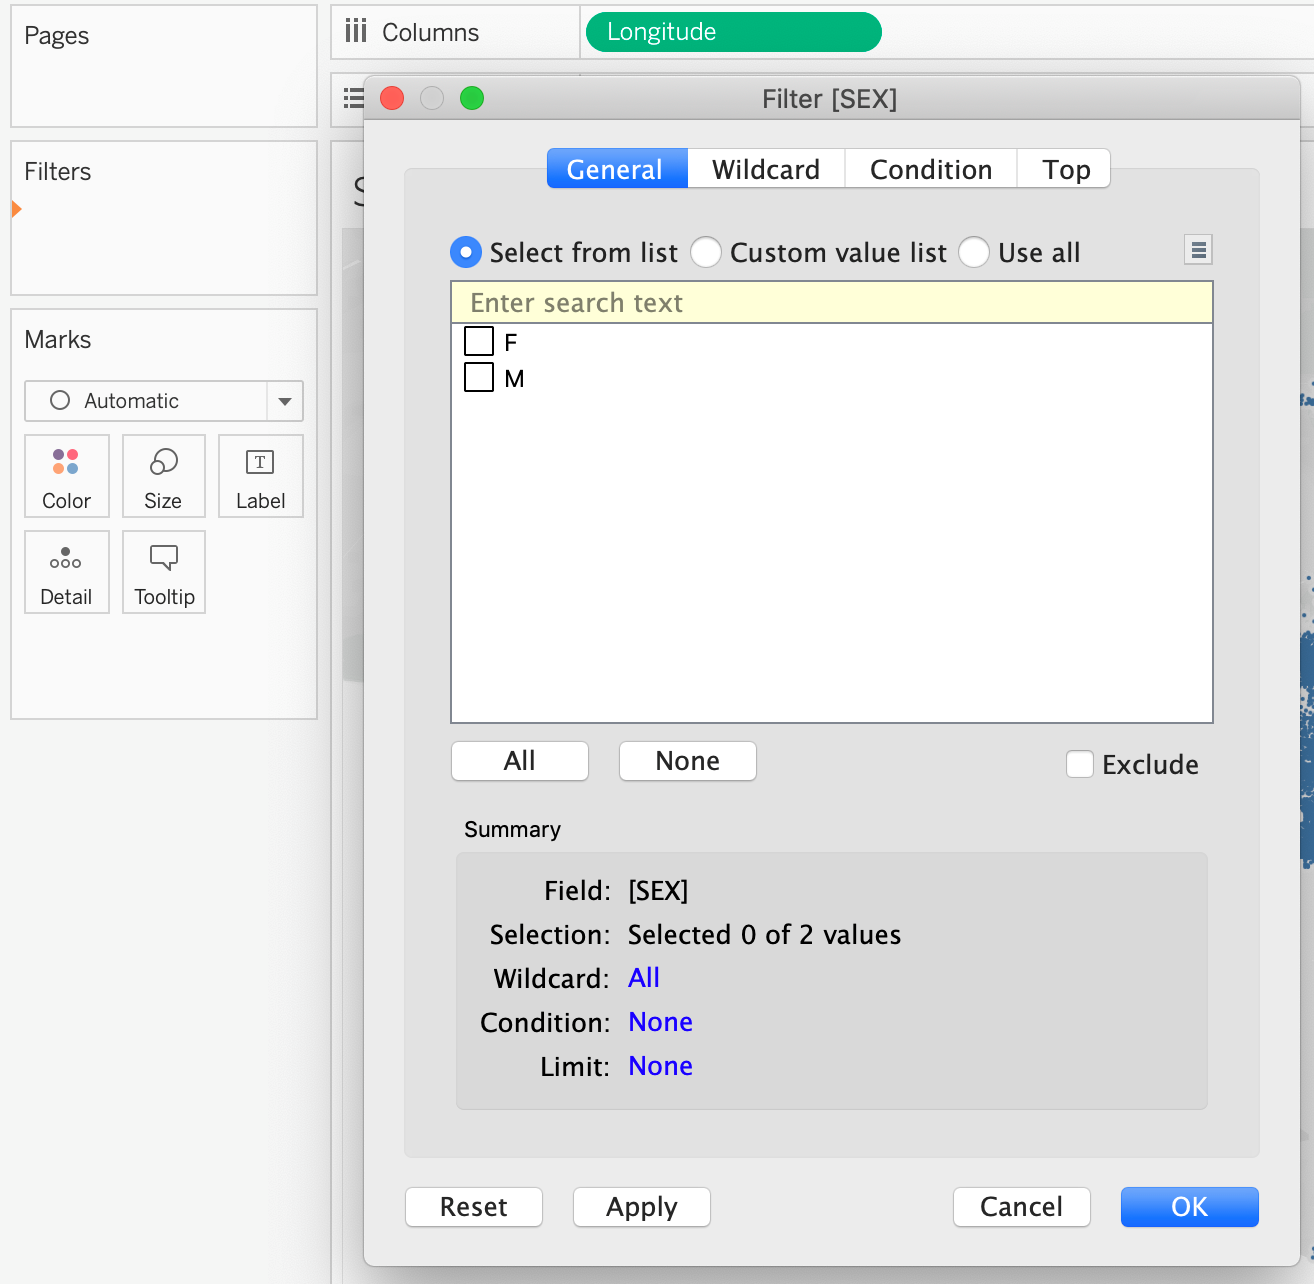 Pages
Columns
Longitude
Filter [SEX]
Filters
General
Wildcard
Condition
Top
S
Select from list
Custom value list
Use all
Enter search text
F
M
Marks
Automatic
Color
Size
T
Label
Detail
Tooltip
All
None
Exclude
Summary
Field: [SEX]
Selection: Selected 0 of 2 values
Wildcard: All
Condition: None
Limit: None
Reset
Apply
Cancel
OK